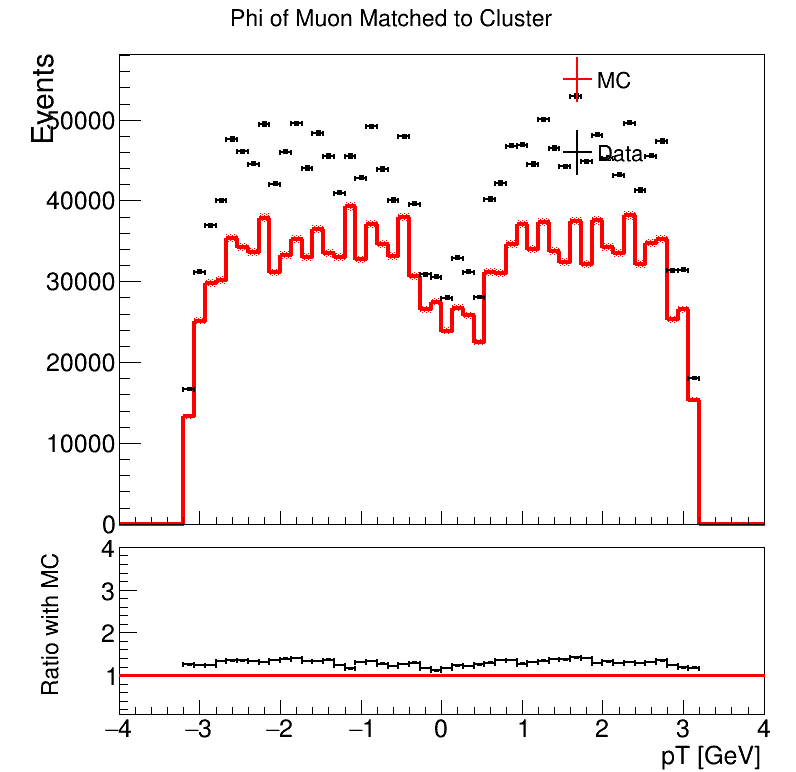 Phi of Muon Matched to Cluster
Events
50000
40000
30000
20000
10000
0
MC
Data
Ratio with MC
4
3
2
1
−4 −3 −2 −1 0 1 2 3 4
pT [GeV]